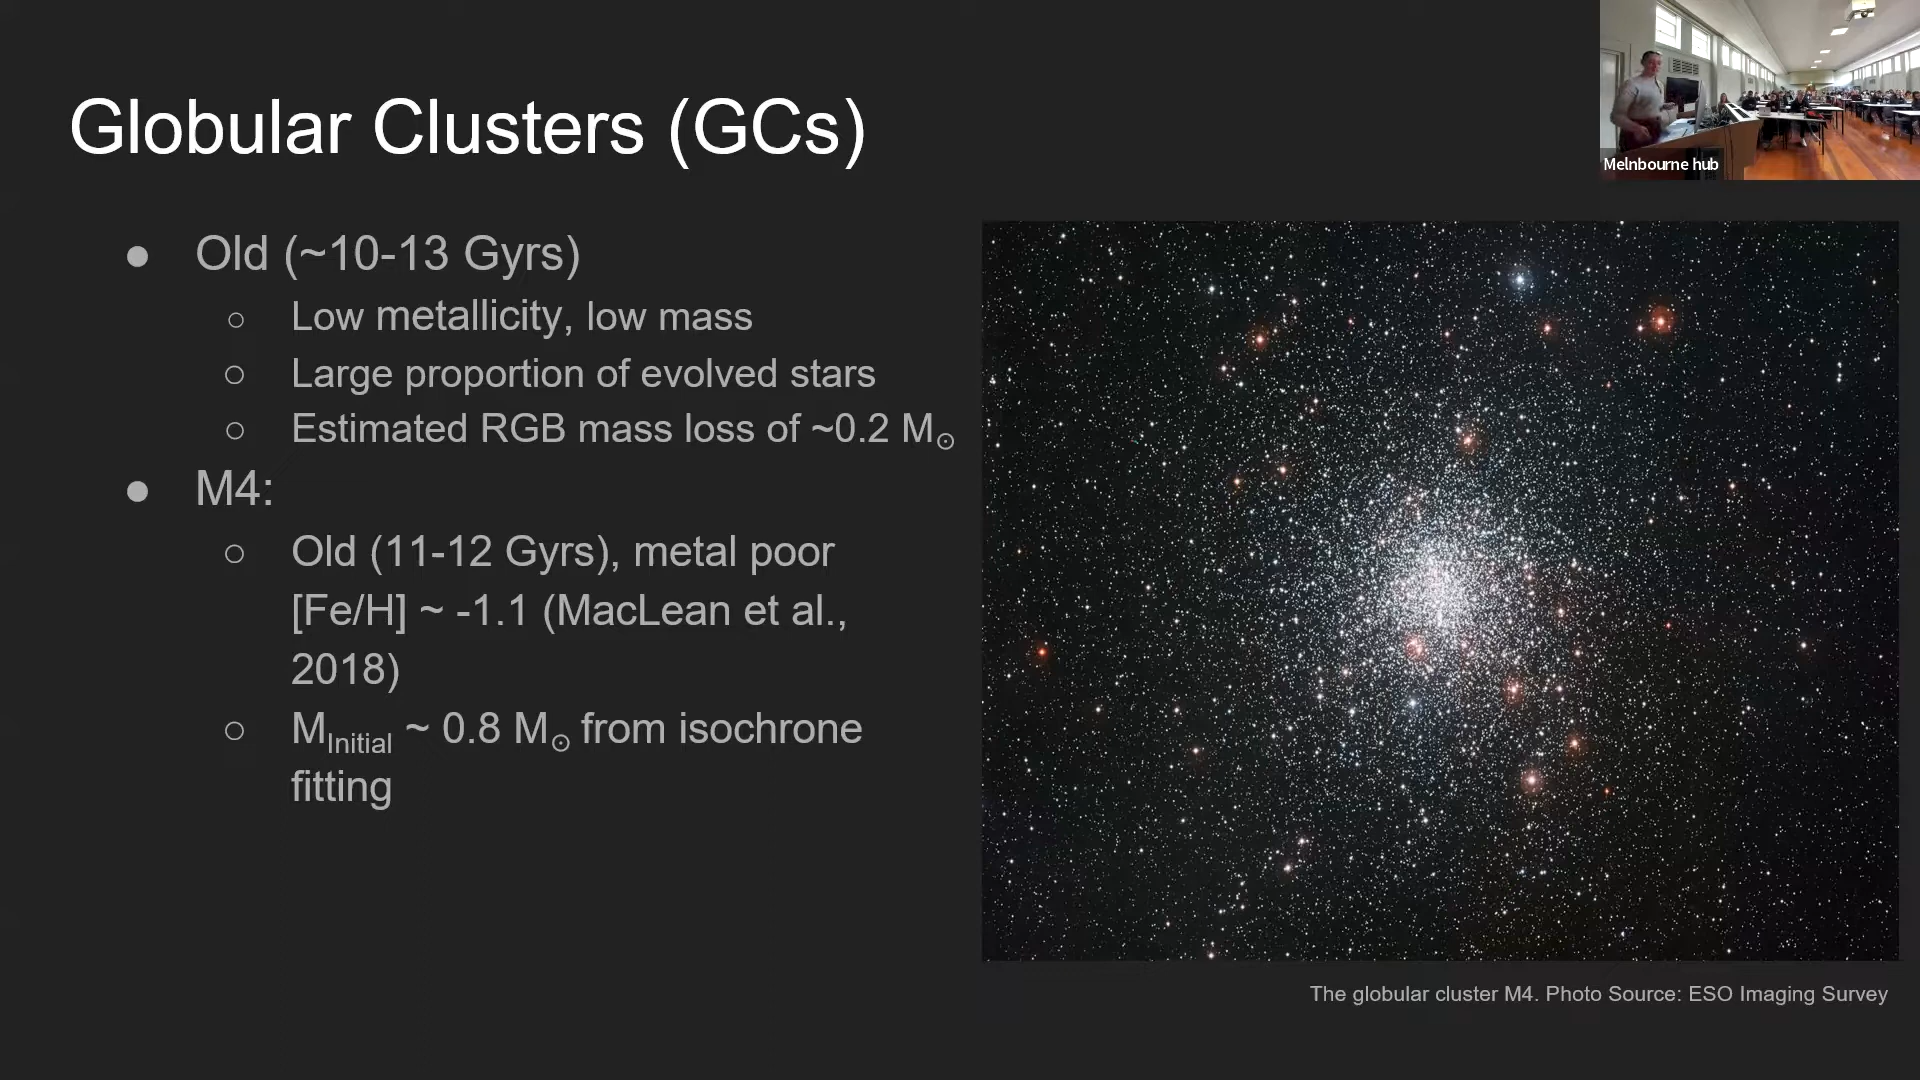 Globular Clusters (GCs)
Melnbourne hub
● Old (~10-13 Gyrs)
○ Low metallicity, low mass
○ Large proportion of evolved stars
○ Estimated RGB mass loss of ~0.2 M☉
● M4:
○ Old (11-12 Gyrs), metal poor
[Fe/H] ~ -1.1 (MacLean et al.,
2018)
○ MInitial ~ 0.8 M☉ from isochrone
fitting
The globular cluster M4. Photo Source: ESO Imaging Survey